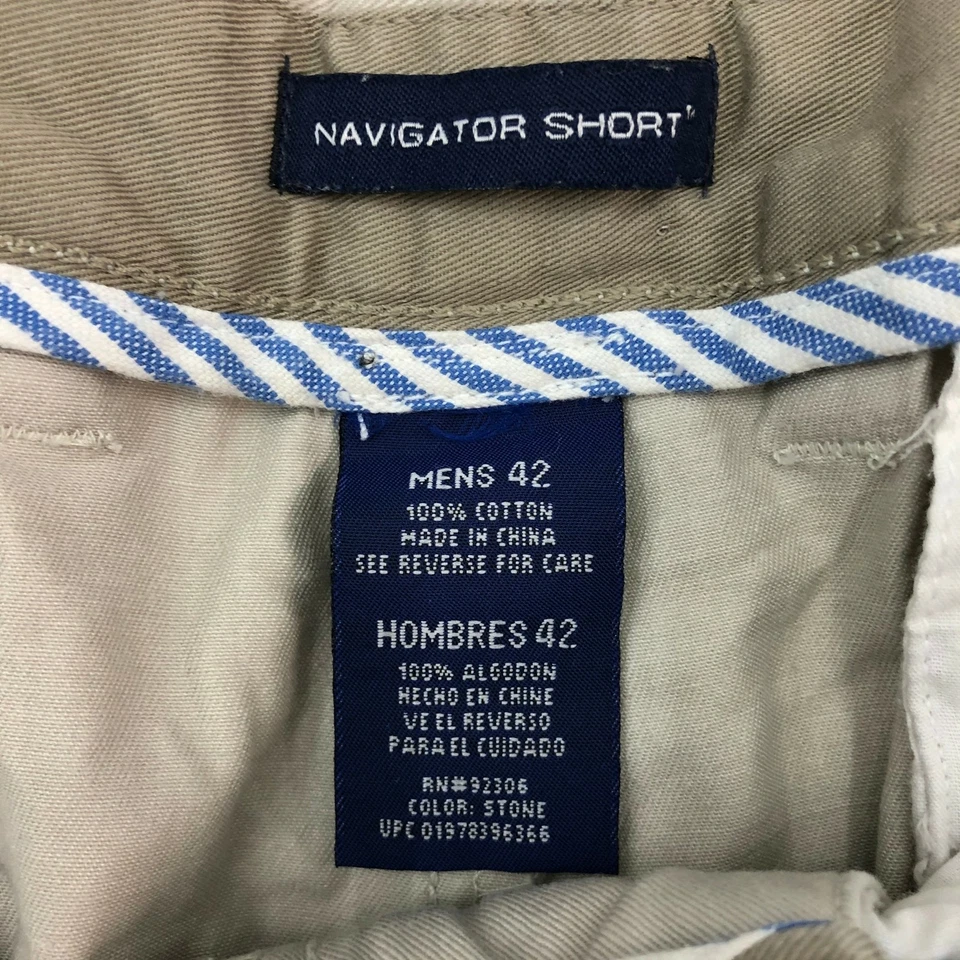 NAVIGATOR SHORT
MENS 42
100% COTTON
MADE IN CHINA
SEE REVERSE FOR CARE
HOMBRES 42
100% ALGODON
HECHO EN CHINE
VE EL REVERSO
PARA EL CUIDADO
RN#92306
COLOR: STONE
UPC 01978396366